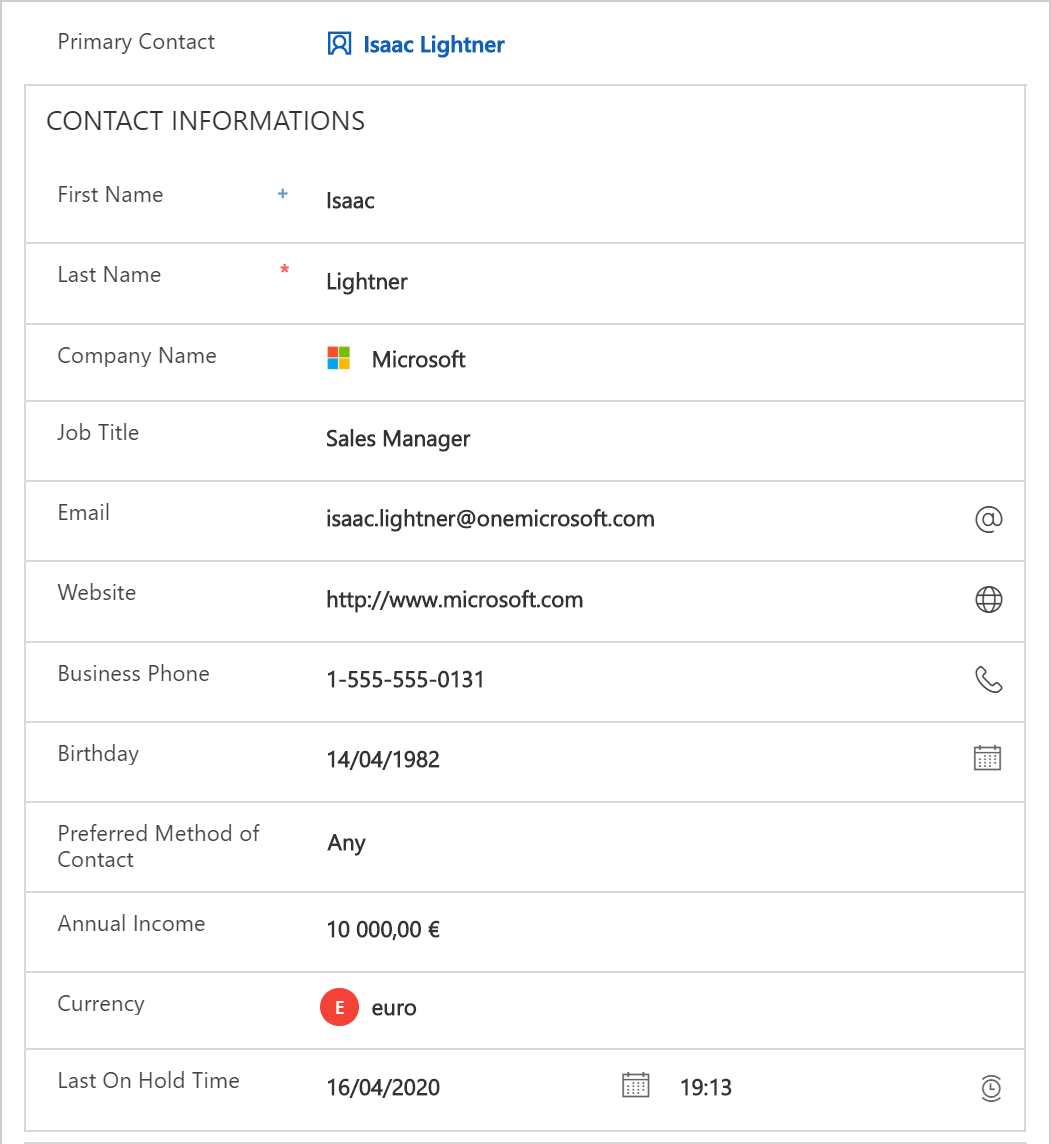 Primary Contact Isaac Lightner
CONTACT INFORMATIONS
First Name + Isaac
Last Name * Lightner
Company Name Microsoft
Job Title Sales Manager
Email isaac.lightner@onemicrosoft.com
Website http://www.microsoft.com
Business Phone 1-555-555-0131
Birthday 14/04/1982
Preferred Method of
Contact
Any
Annual Income 10 000,00 €
Currency E euro
Last On Hold Time 16/04/2020 19:13